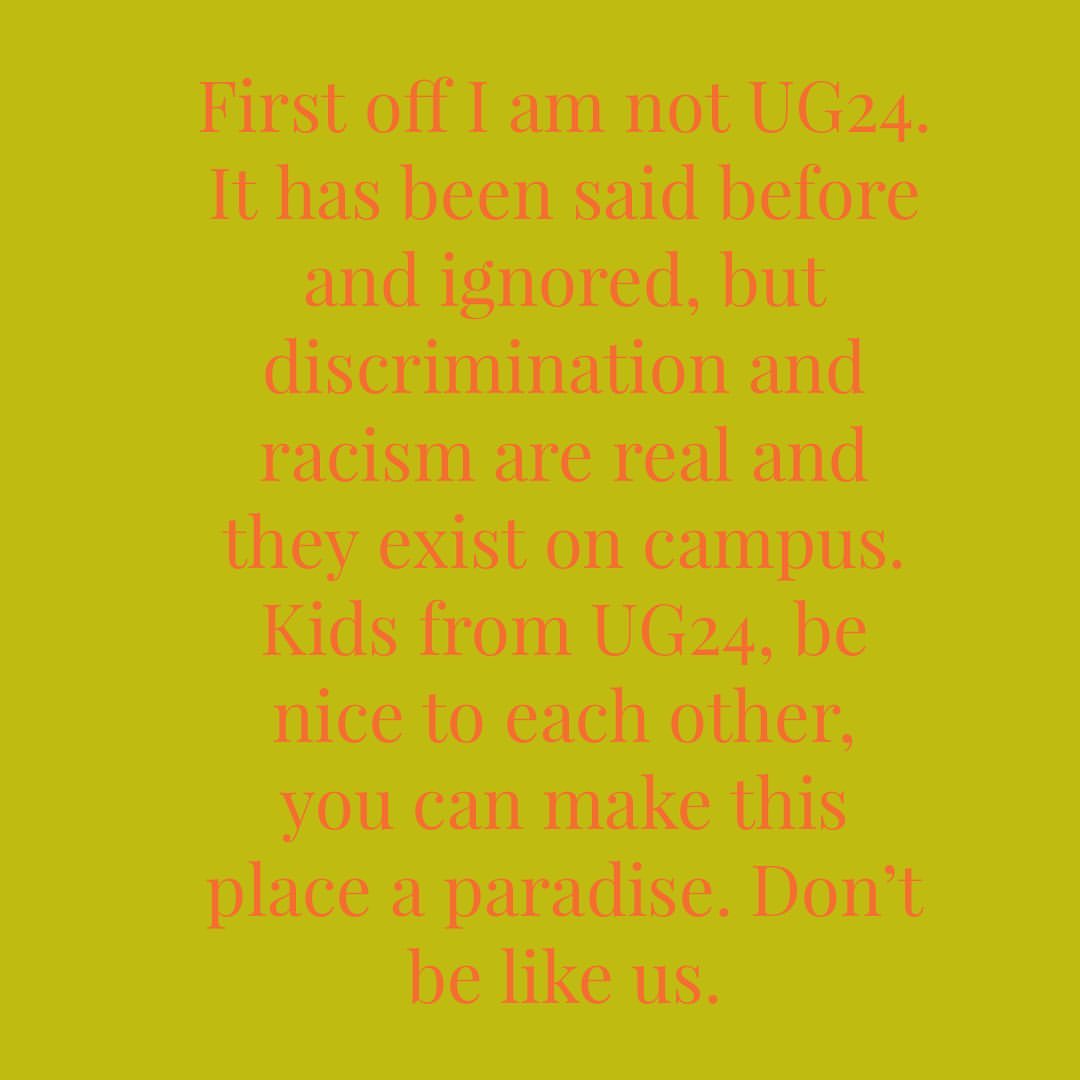 First off I am not UG24.
It has been said before
and ignored, but
discrimination and
racism are real and
they exist on campus.
Kids from UG24, be
nice to each other,
you can make this
place a paradise. Don’t
be like us.